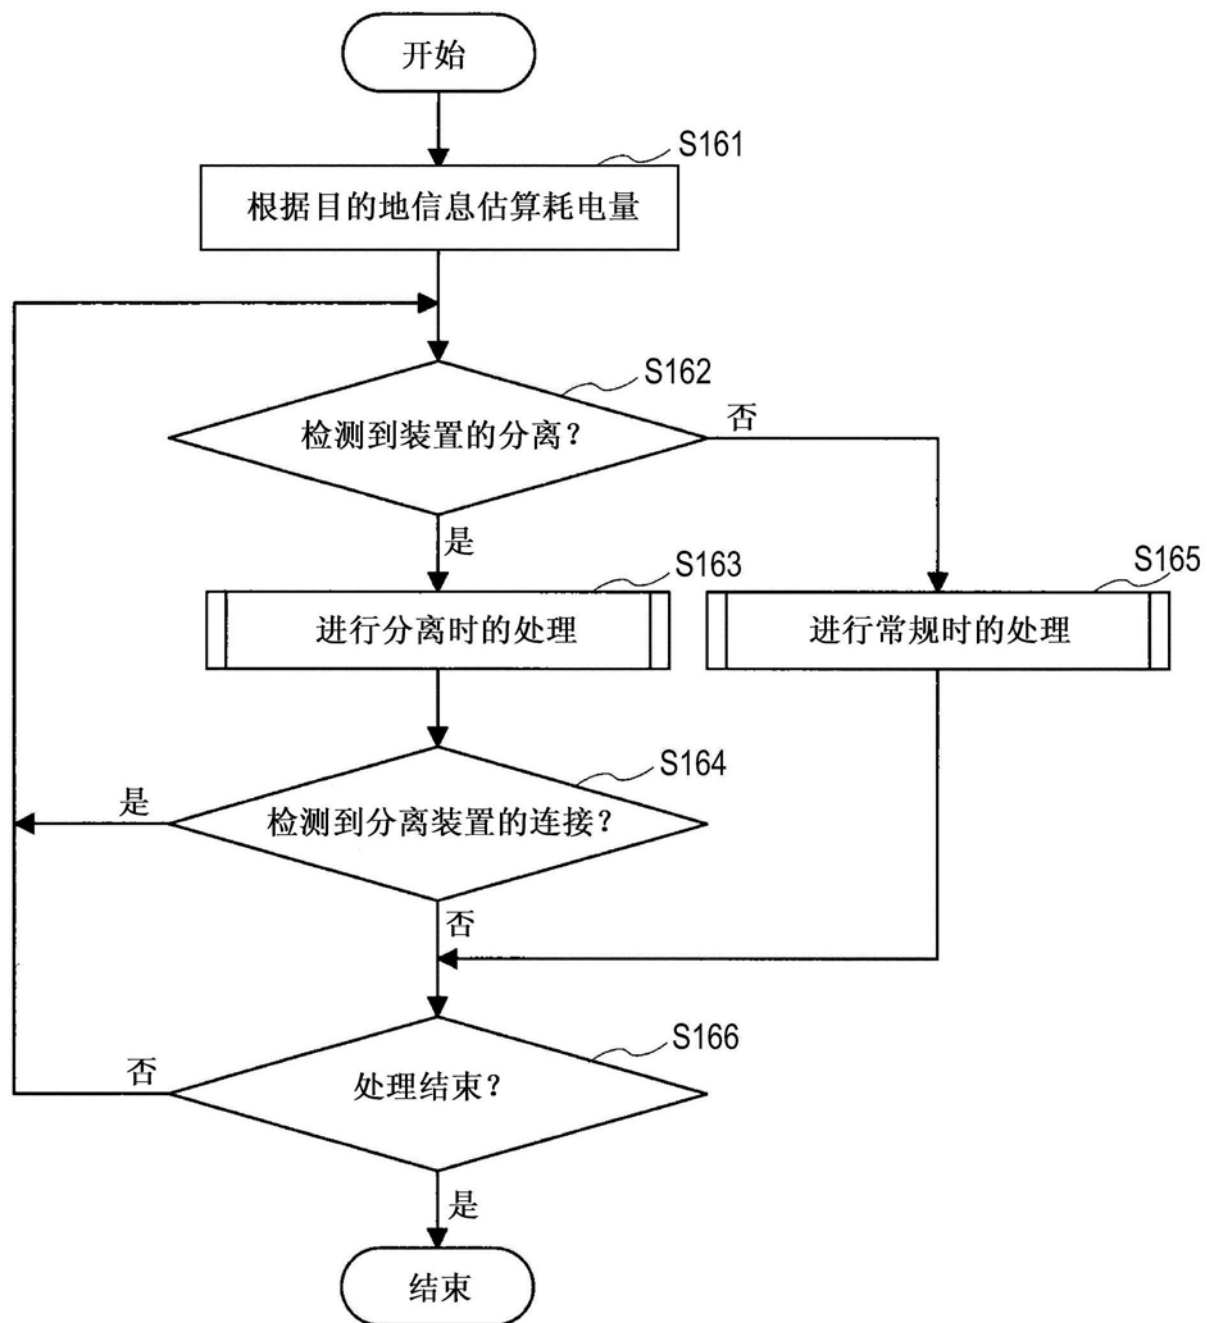 开始
S161
根据目的地信息估算耗电量
S162
检测到装置的分离？
否
是
S163
进行分离时的处理
S165
进行常规时的处理
S164
检测到分离装置的连接？
是
否
S166
处理结束？
否
是
结束